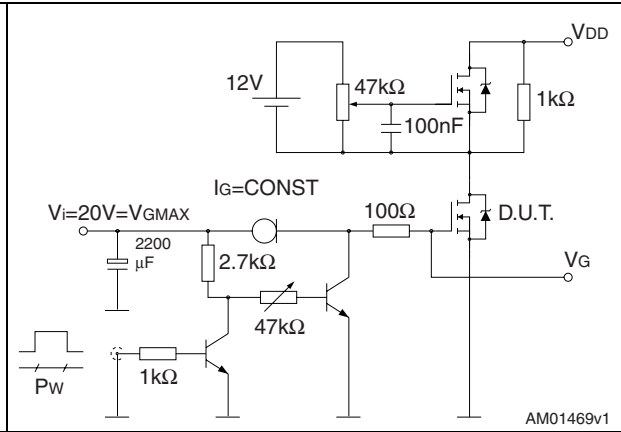 VDD
12V
47kΩ
1kΩ
100nF
IG=CONST
Vi=20V=VGMAX
100Ω
D.U.T.
2200
μF
2.7kΩ
VG
47kΩ
1kΩ
PW
AM01469v1